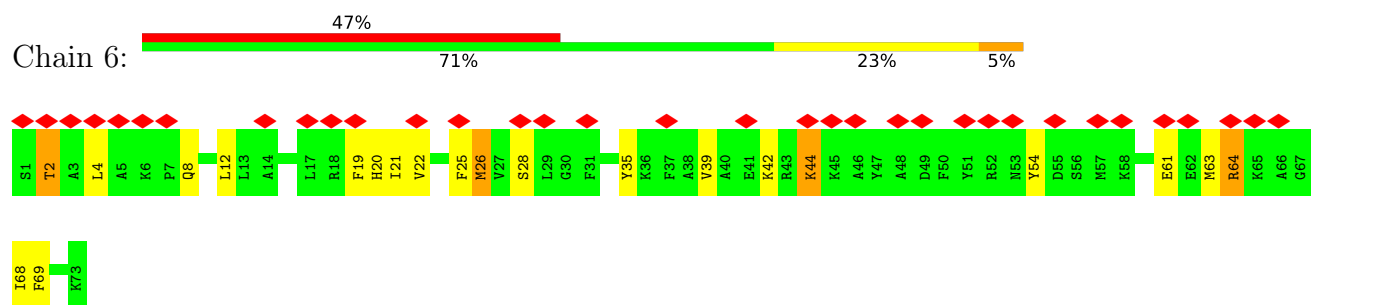 47%
Chain 6:
71% 23% 5%
S1 T2 A3 L4 A5 K6 P7 Q8 L12 L13 A14 L17 R18 F19 H20 I21 V22 F25 M26 V27 S28 L29 G30 F31 Y35 K36 F37 A38 V39 A40 E41 K42 R43 K44 K45 A46 Y47 A48 D49 F50 Y51 R52 N53 Y54 D55 S56 M57 K58 E61 E62 M63 R64 K65 A66 G67
I68 F69 K73